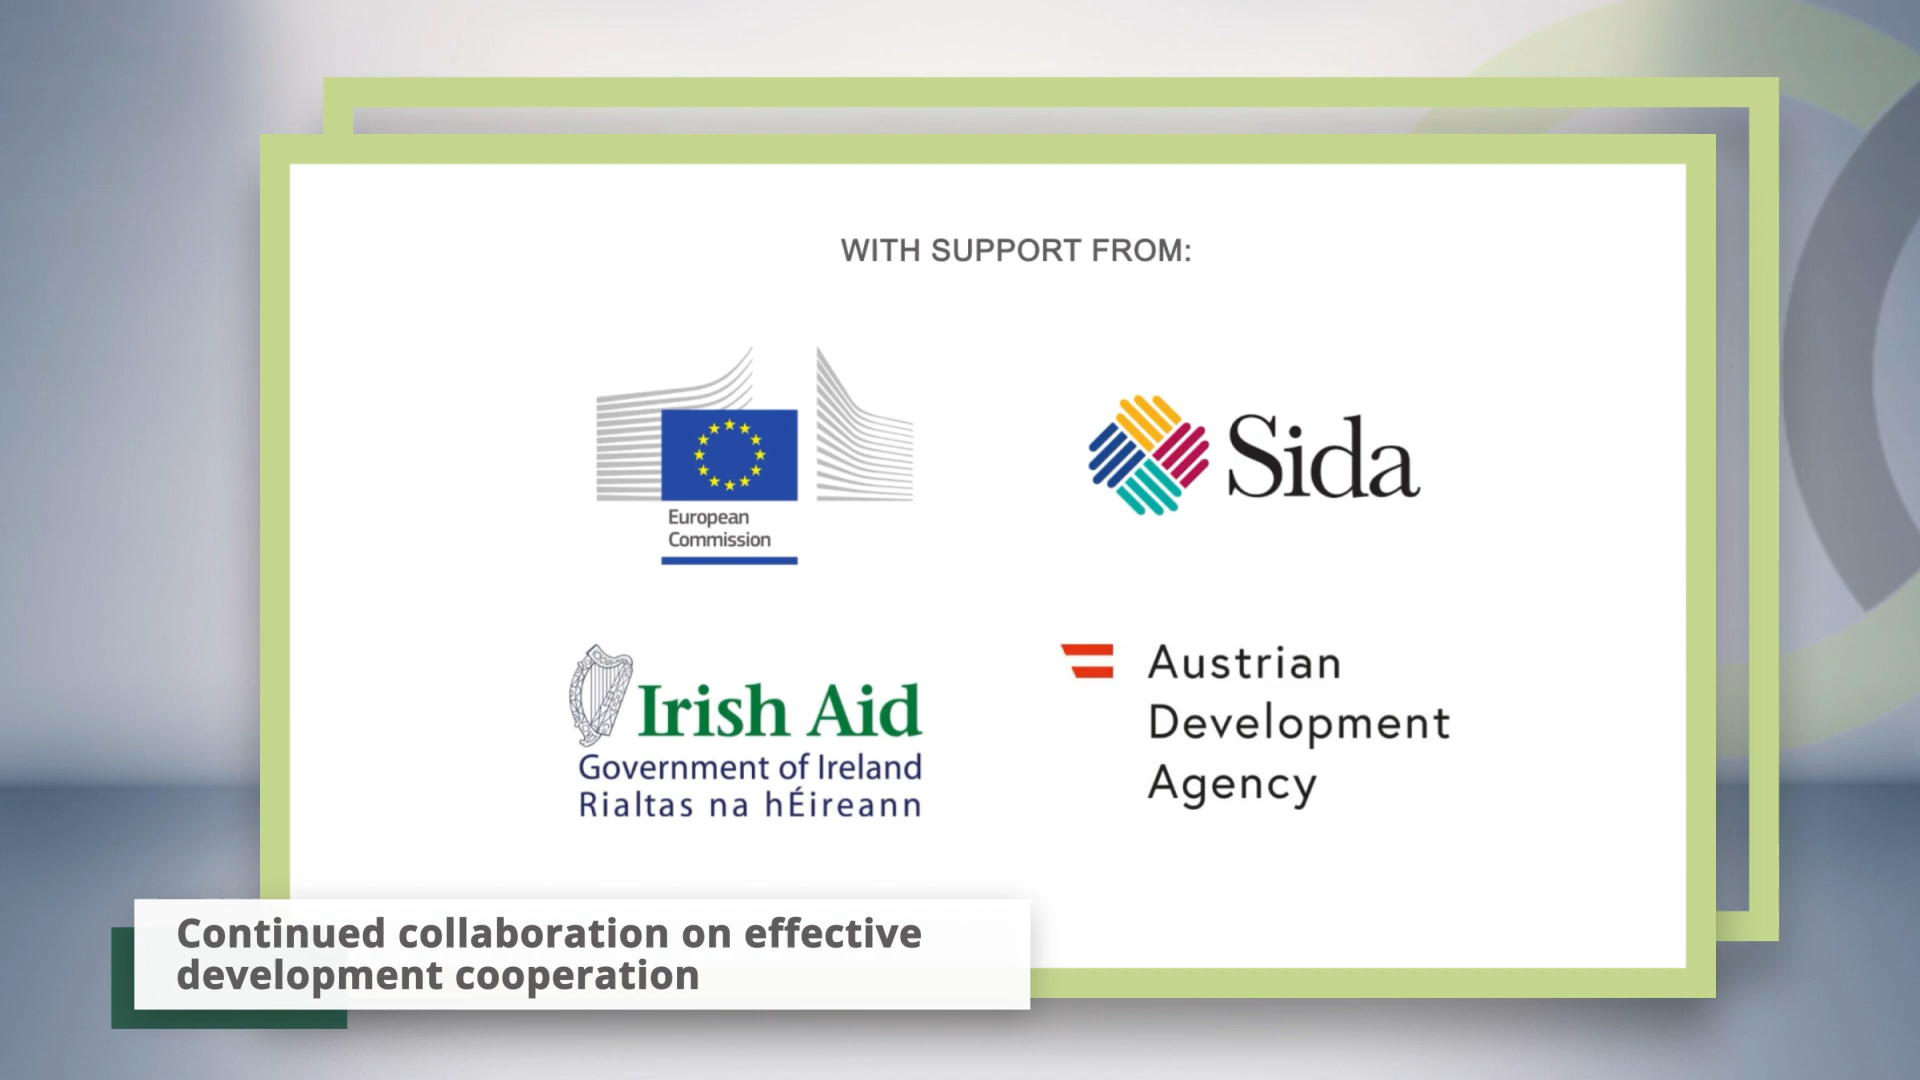 WITH SUPPORT FROM:
European
Commission
Sida
Irish Aid
Government of Ireland
Rialtas na hÉireann
Austrian
Development
Agency
Continued collaboration on effective
development cooperation